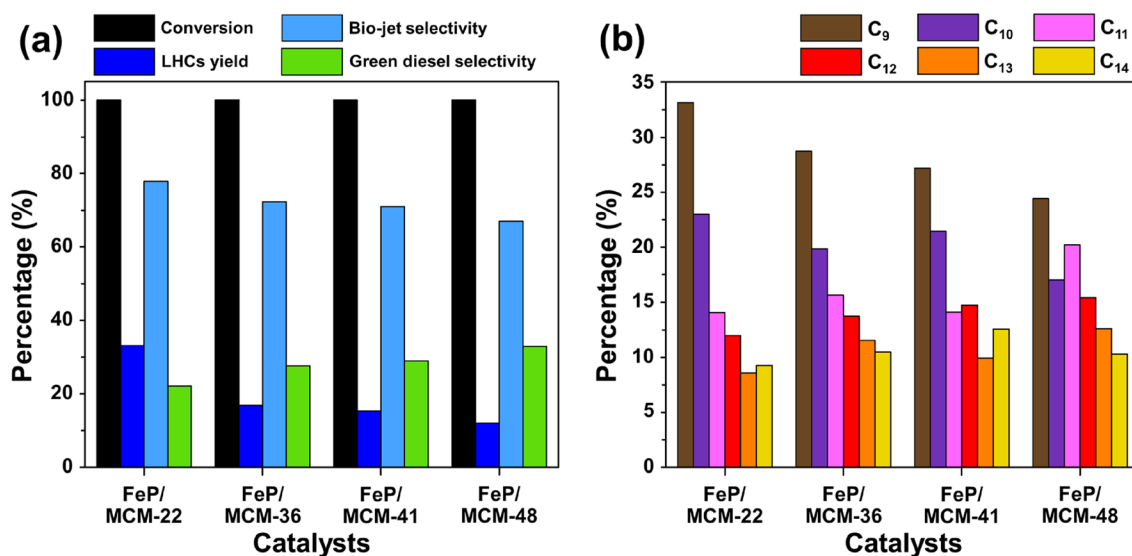 (a)
Conversion
Bio-jet selectivity
LHCs yield
Green diesel selectivity
Percentage (%)
100
80
60
40
20
0
FeP/
MCM-22
FeP/
MCM-36
FeP/
MCM-41
FeP/
MCM-48
Catalysts
(b)
C₉
C₁₀
C₁₁
C₁₂
C₁₃
C₁₄
Percentage (%)
35
30
25
20
15
10
5
0
FeP/
MCM-22
FeP/
MCM-36
FeP/
MCM-41
FeP/
MCM-48
Catalysts